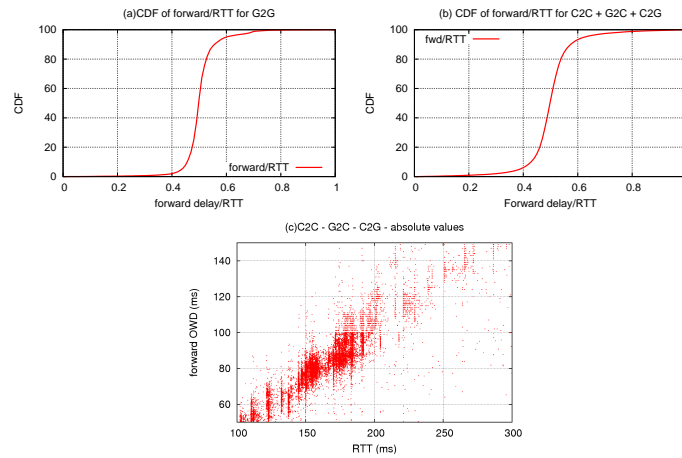 (a)CDF of forward/RTT for G2G
100
80
60
40
20
0
CDF
forward/RTT
0 0.2 0.4 0.6 0.8 1
forward delay/RTT
(b) CDF of forward/RTT for C2C + G2C + C2G
100
80
60
40
20
0
CDF
fwd/RTT
0 0.2 0.4 0.6 0.8
Forward delay/RTT
(c)C2C - G2C - C2G - absolute values
140
120
100
80
60
forward OWD (ms)
100 150 200 250 300
RTT (ms)